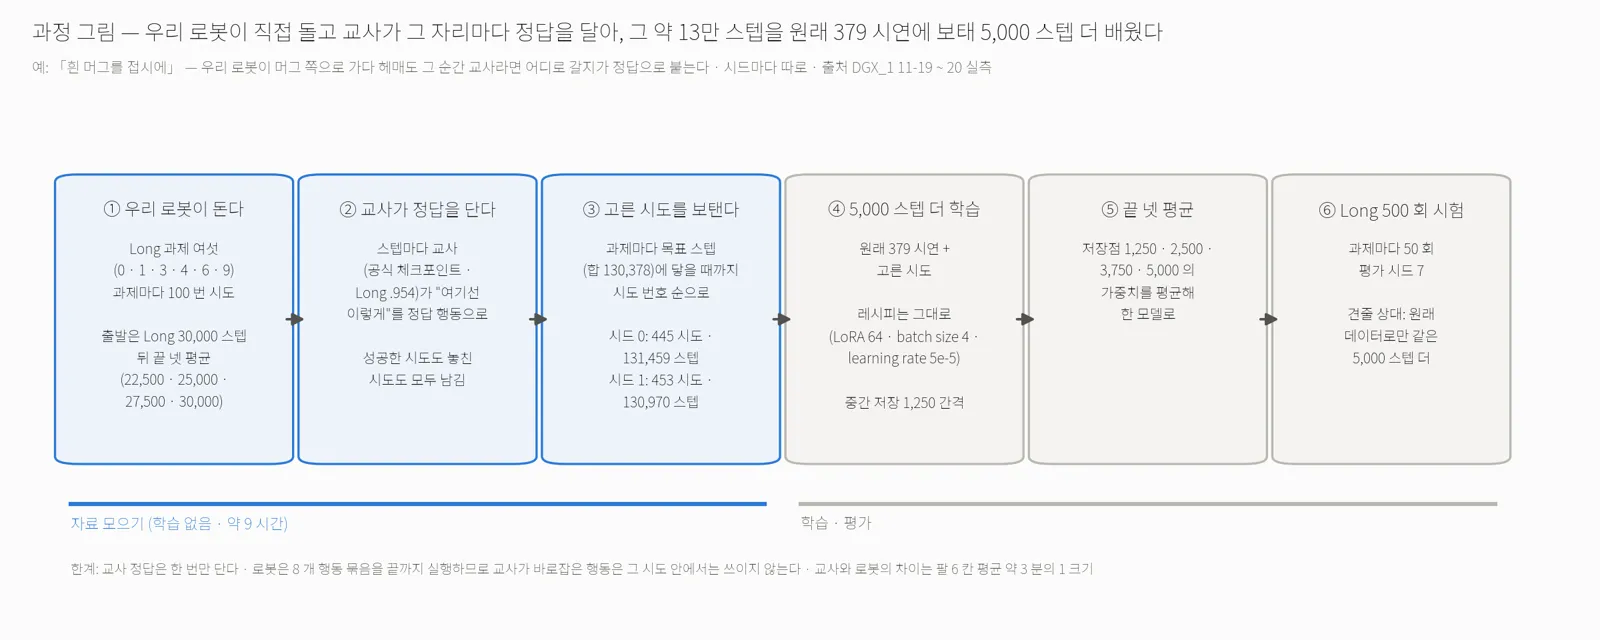 과정 그림 — 우리 로봇이 직접 돌고 교사가 그 자리마다 정답을 달아, 그 약 13만 스텝을 원래 379 시연에 보태 5,000 스텝 더 배웠다
예: 「흰 머그를 접시에」 — 우리 로봇이 머그 쪽으로 가다 헤매도 그 순간 교사라면 어디로 갈지가 정답으로 붙는다 · 시드마다 따로 · 출처 DGX_1 11-19 ~ 20 실측
① 우리 로봇이 돈다
Long 과제 여섯
(0 · 1 · 3 · 4 · 6 · 9)
과제마다 100 번 시도
출발은 Long 30,000 스텝
뒤 끝 넷 평균
(22,500 · 25,000 ·
27,500 · 30,000)
② 교사가 정답을 단다
스텝마다 교사
(공식 체크포인트 ·
Long .954)가 "여기선
이렇게"를 정답 행동으로
성공한 시도도 놓친
시도도 모두 남김
③ 고른 시도를 보탠다
과제마다 목표 스텝
(합 130,378)에 닿을 때까지
시도 번호 순으로
시드 0: 445 시도 ·
131,459 스텝
시드 1: 453 시도 ·
130,970 스텝
④ 5,000 스텝 더 학습
원래 379 시연 +
고른 시도
레시피는 그대로
(LoRA 64 · batch size 4 ·
learning rate 5e-5)
중간 저장 1,250 간격
⑤ 끝 넷 평균
저장점 1,250 · 2,500 ·
3,750 · 5,000 의
가중치를 평균해
한 모델로
⑥ Long 500 회 시험
과제마다 50 회
평가 시드 7
견줄 상대: 원래
데이터로만 같은
5,000 스텝 더
자료 모으기 (학습 없음 · 약 9 시간)
학습 · 평가
한계: 교사 정답은 한 번만 단다 · 로봇은 8 개 행동 묶음을 끝까지 실행하므로 교사가 바로잡은 행동은 그 시도 안에서는 쓰이지 않는다 · 교사와 로봇의 차이는 팔 6 칸 평균 약 3 분의 1 크기